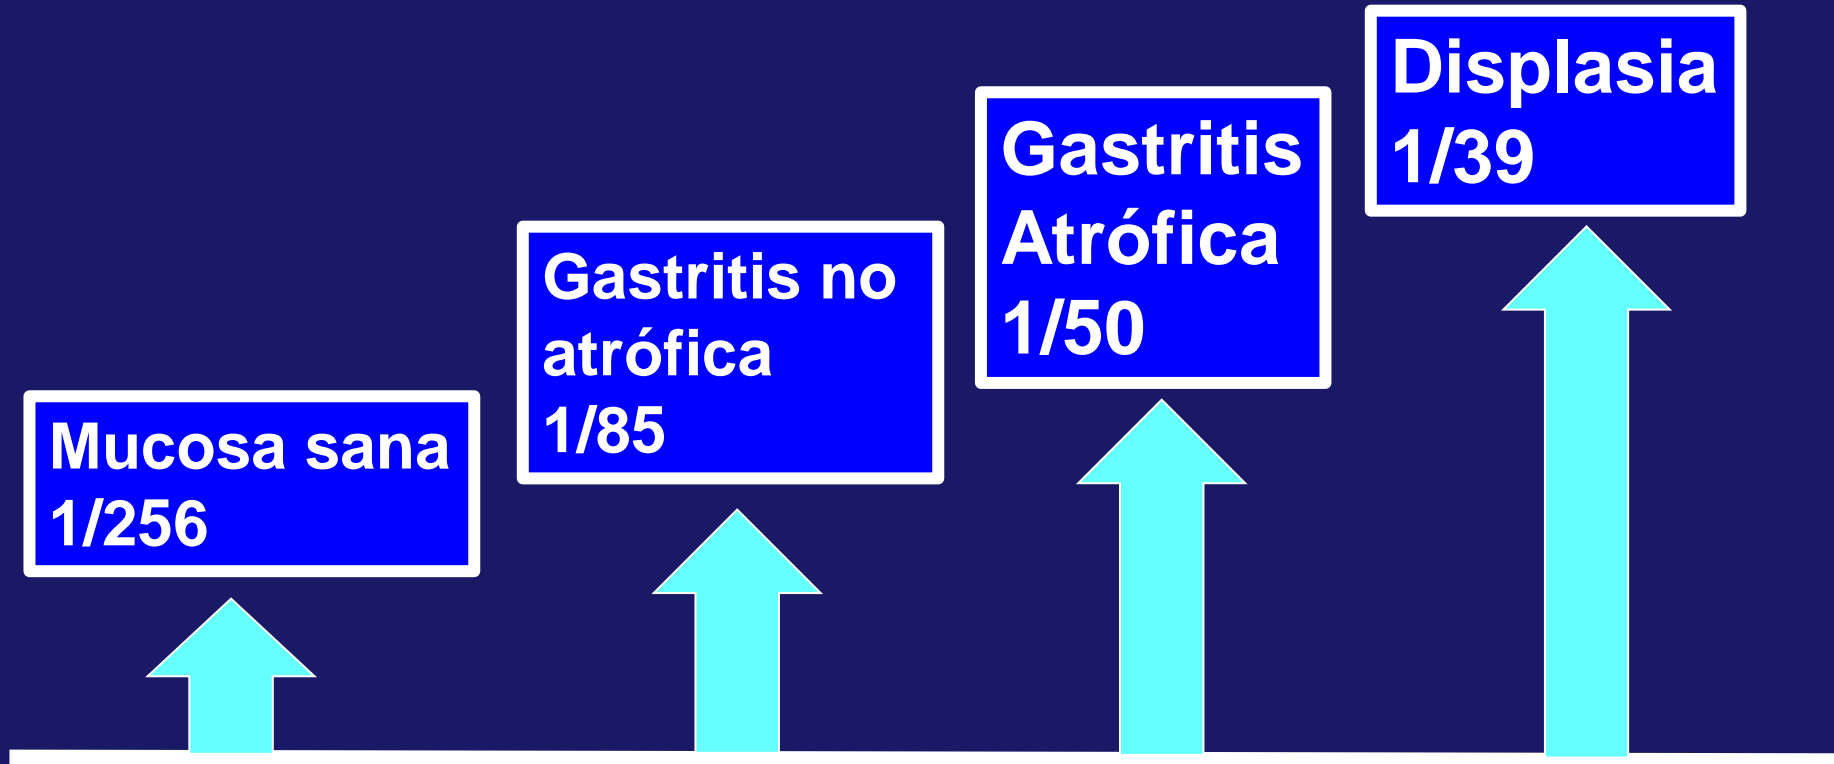 Mucosa sana
1/256
Gastritis no
atrófica
1/85
Gastritis
Atrófica
1/50
Displasia
1/39